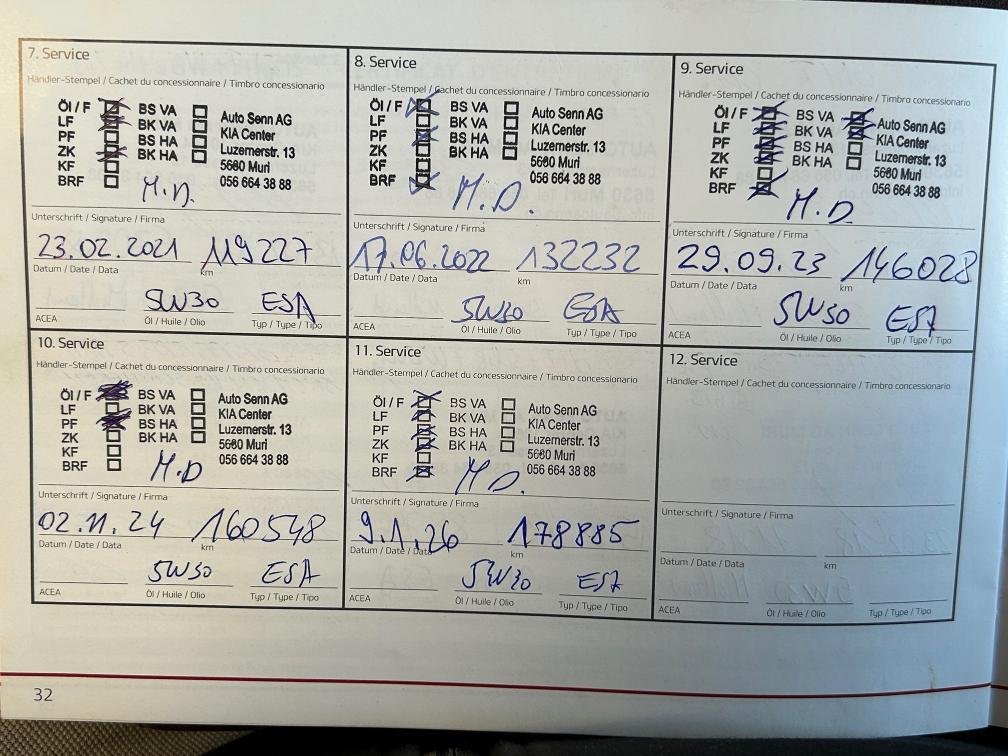 7. Service
Händler-Stempel / Cachet du concessionnaire / Timbro concessionario
Öl / F BS VA
LF BK VA
PF BS HA
ZK BK HA
KF
BRF
Auto Senn AG
KIA Center
Luzernerstr. 13
5630 Muri
056 664 38 88
M.D.
Unterschrift / Signature / Firma
23.02.2021 119227
Datum / Date / Data km
5W30 ESA
ACEA Öl / Huile / Olio Typ / Type / Tipo
8. Service
Händler-Stempel / Cachet du concessionnaire / Timbro concessionario
Öl / F BS VA
LF BK VA
PF BS HA
ZK BK HA
KF
BRF
Auto Senn AG
KIA Center
Luzernerstr. 13
5630 Muri
056 664 38 88
M.D.
Unterschrift / Signature / Firma
17.06.2022 132232
Datum / Date / Data km
5W30 ESA
ACEA Öl / Huile / Olio Typ / Type / Tipo
9. Service
Händler-Stempel / Cachet du concessionnaire / Timbro concessionario
Öl / F BS VA
LF BK VA
PF BS HA
ZK BK HA
KF
BRF
Auto Senn AG
KIA Center
Luzernerstr. 13
5630 Muri
056 664 38 88
M.D
Unterschrift / Signature / Firma
29.09.23 146028
Datum / Date / Data km
5W30 ESA
ACEA Öl / Huile / Olio Typ / Type / Tipo
10. Service
Händler-Stempel / Cachet du concessionnaire / Timbro concessionario
Öl / F BS VA
LF BK VA
PF BS HA
ZK BK HA
KF
BRF
Auto Senn AG
KIA Center
Luzernerstr. 13
5630 Muri
056 664 38 88
M.D
Unterschrift / Signature / Firma
02.11.24 160548
Datum / Date / Data km
5W30 ESA
ACEA Öl / Huile / Olio Typ / Type / Tipo
11. Service
Händler-Stempel / Cachet du concessionnaire / Timbro concessionario
Öl / F BS VA
LF BK VA
PF BS HA
ZK BK HA
KF
BRF
Auto Senn AG
KIA Center
Luzernerstr. 13
5630 Muri
056 664 38 88
M.D.
Unterschrift / Signature / Firma
9.1.26 178885
Datum / Date / Data km
5W30 ESA
ACEA Öl / Huile / Olio Typ / Type / Tipo
12. Service
Händler-Stempel / Cachet du concessionnaire / Timbro concessionario
Unterschrift / Signature / Firma
Datum / Date / Data km
ACEA Öl / Huile / Olio Typ / Type / Tipo
32